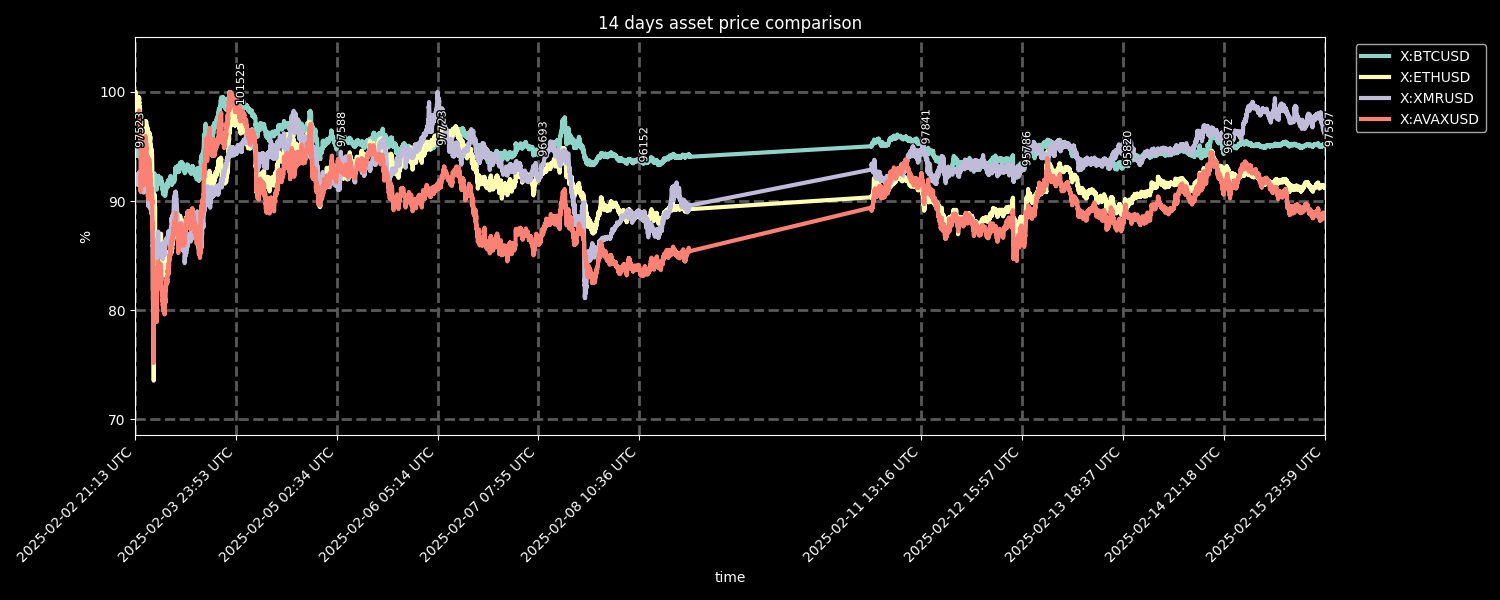 14 days asset price comparison
X:BTCUSD
X:ETHUSD
X:XMRUSD
X:AVAXUSD
100
90
80
70
%
97523
101525
97588
97723
96693
96152
97841
95786
95820
96972
97597
2025-02-02 21:13 UTC
2025-02-03 23:53 UTC
2025-02-05 02:34 UTC
2025-02-06 05:14 UTC
2025-02-07 07:55 UTC
2025-02-08 10:36 UTC
2025-02-11 13:16 UTC
2025-02-12 15:57 UTC
2025-02-13 18:37 UTC
2025-02-14 21:18 UTC
2025-02-15 23:59 UTC
time